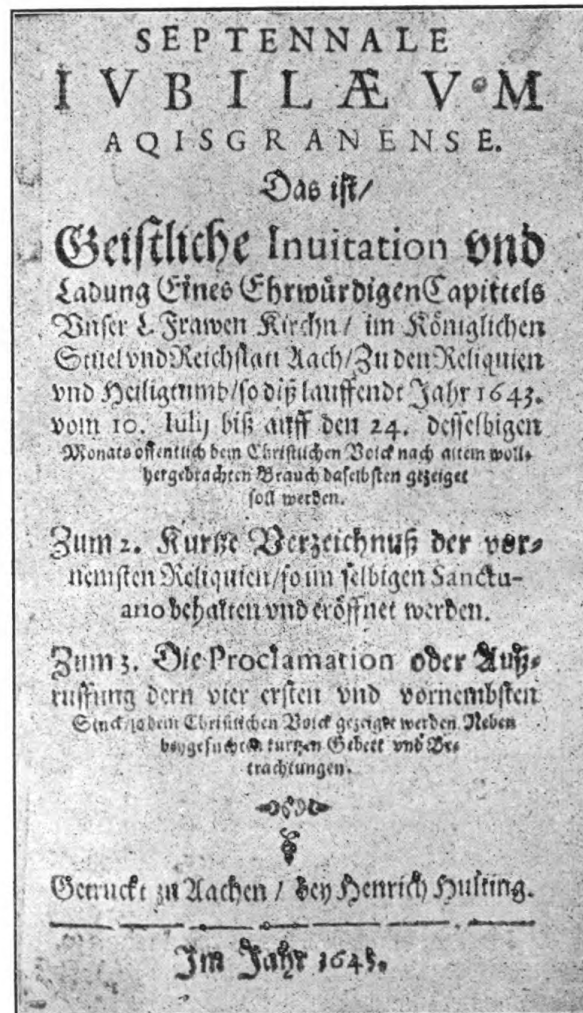 SEPTENNALE
IVBILÆVM
AQISGRANENSE.
Das ist/
Geistliche Inuitation vnd
Ladung Eines Ehrwürdigen Capittels
Vnser L. Frawen Kirchn/ im Königlichen
Stuel vnd Reichstatt Aach/ Zu den Reliquien
vnd Heiligtumb/ so diß lauffende Jahr 1643.
vom 10. Iulij biß auff den 24. desselbigen
Monats offentlich dem Christlichen Volck nach altem woll-
hergebrachten Brauch daselbsten gezeiget
soll werden.
Zum 2. Kurtze Verzeichnuß der vor-
nemsten Reliquien/ so im selbigen Sanctu-
ario behalten vnd eröffnet werden.
Zum 3. Die Proclamation oder Auß-
ruffung dern vier ersten vnd vornembsten
Stück/ so dem Christlichen Volck gezeigt werden. Neben
beygesuchten kurtzen Gebett vnd Be-
trachtungen.
Getruckt zu Aachen / bey Henrich Hulting.
Im Jahr 1643.